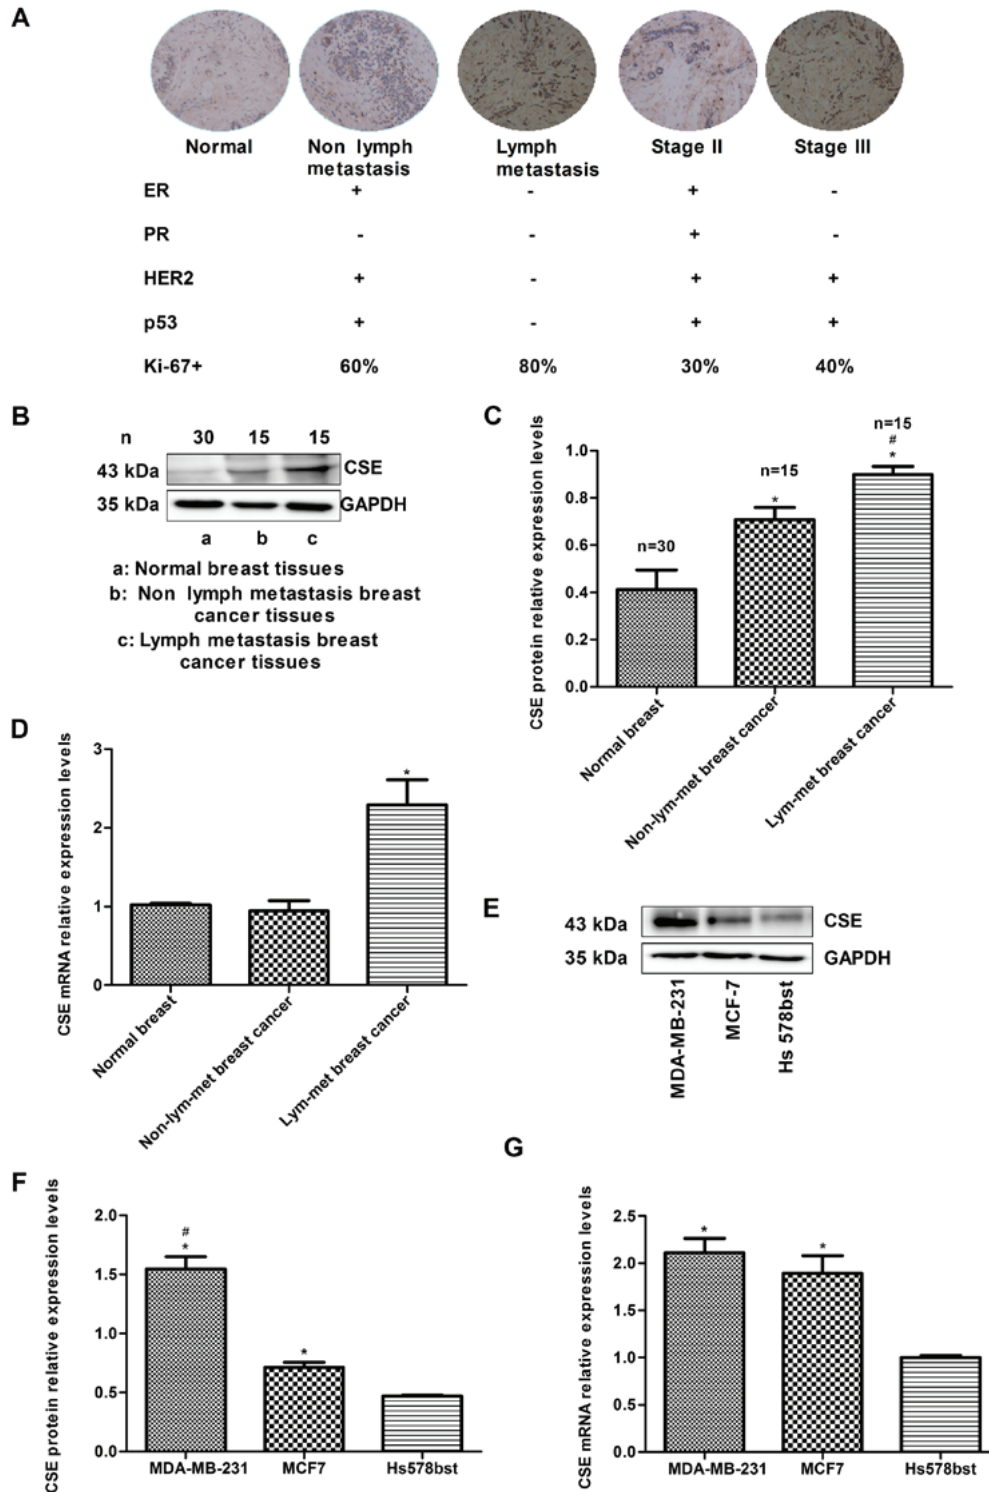 A
Normal
Non lymph
metastasis
Lymph
metastasis
Stage II
Stage III
ER + - + -
PR - - + -
HER2 + - + +
p53 + - + +
Ki-67+ 60% 80% 30% 40%
B
n 30 15 15
43 kDa CSE
35 kDa GAPDH
a b c
a: Normal breast tissues
b: Non lymph metastasis breast
cancer tissues
c: Lymph metastasis breast
cancer tissues
C
CSE protein relative expression levels
1.0
0.8
0.6
0.4
0.2
0.0
n=30
n=15
*
n=15
#
*
Normal breast
Non-lym-met breast cancer
Lym-met breast cancer
D
CSE mRNA relative expression levels
3
2
1
0
*
Normal breast
Non-lym-met breast cancer
Lym-met breast cancer
E
43 kDa CSE
35 kDa GAPDH
MDA-MB-231
MCF-7
Hs 578bst
F
CSE protein relative expression levels
2.0
1.5
1.0
0.5
0.0
#
*
*
MDA-MB-231 MCF7 Hs578bst
G
CSE mRNA relative expression levels
2.5
2.0
1.5
1.0
0.5
0.0
*
*
MDA-MB-231 MCF7 Hs578bst